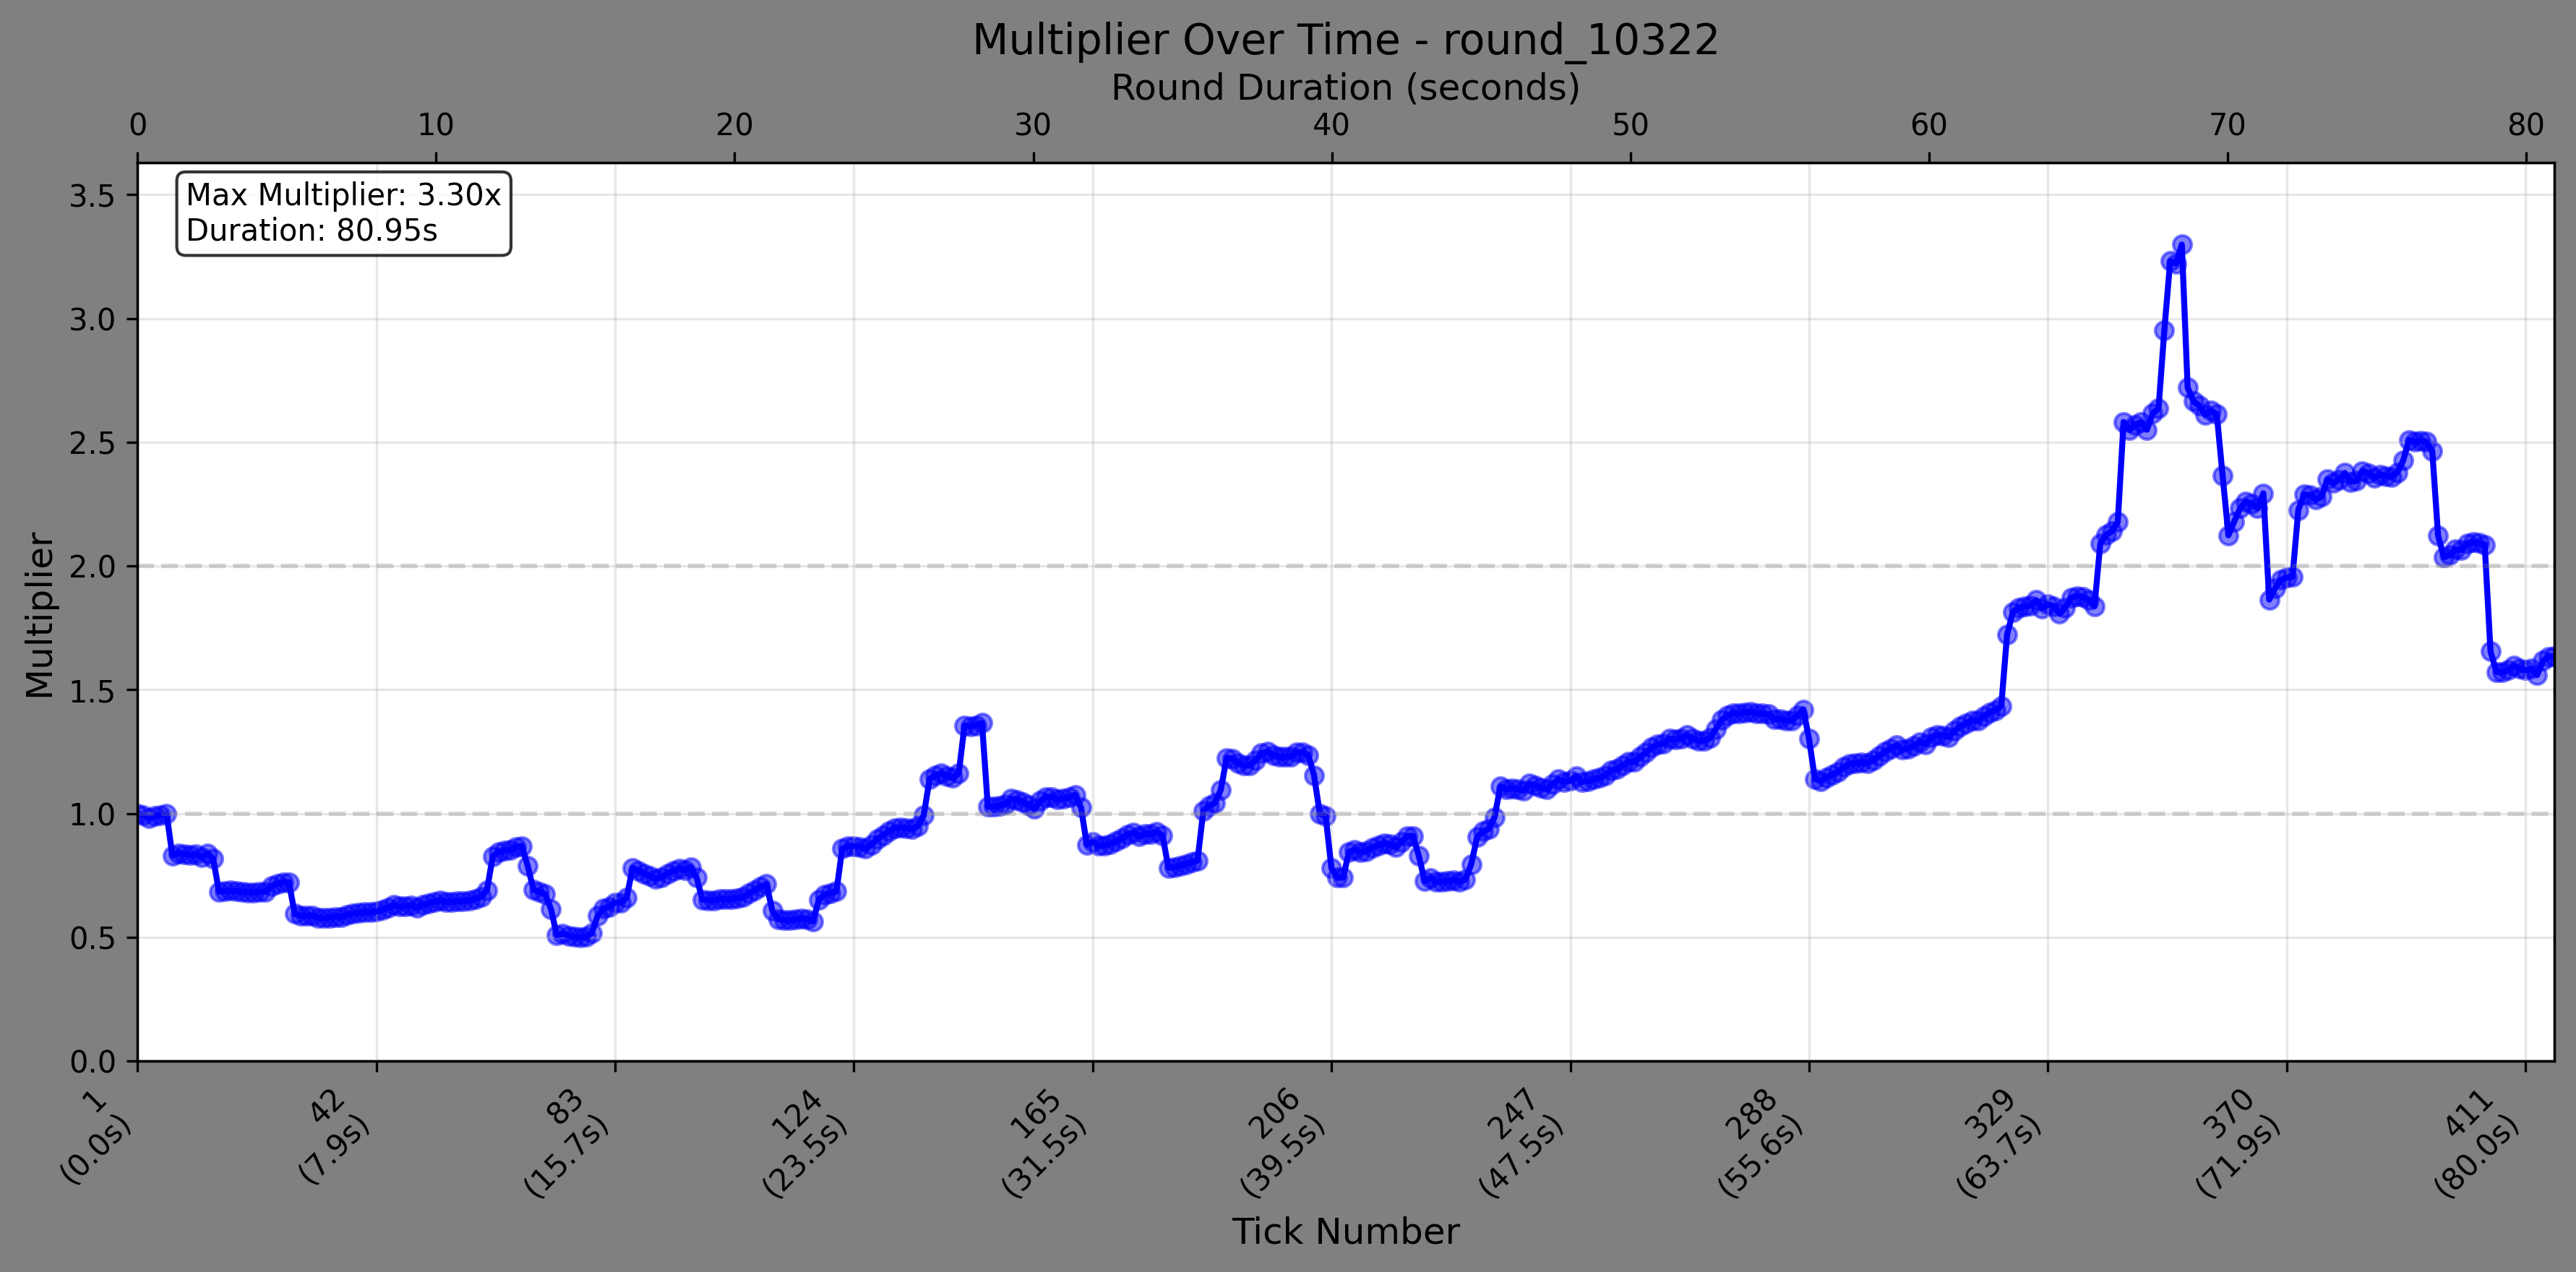 Multiplier Over Time - round_10322
Round Duration (seconds)
0 10 20 30 40 50 60 70 80
Max Multiplier: 3.30x
Duration: 80.95s
3.5
3.0
2.5
2.0
1.5
1.0
0.5
0.0
Multiplier
1
(0.0s)
42
(7.9s)
83
(15.7s)
124
(23.5s)
165
(31.5s)
206
(39.5s)
247
(47.5s)
288
(55.6s)
329
(63.7s)
370
(71.9s)
411
(80.0s)
Tick Number